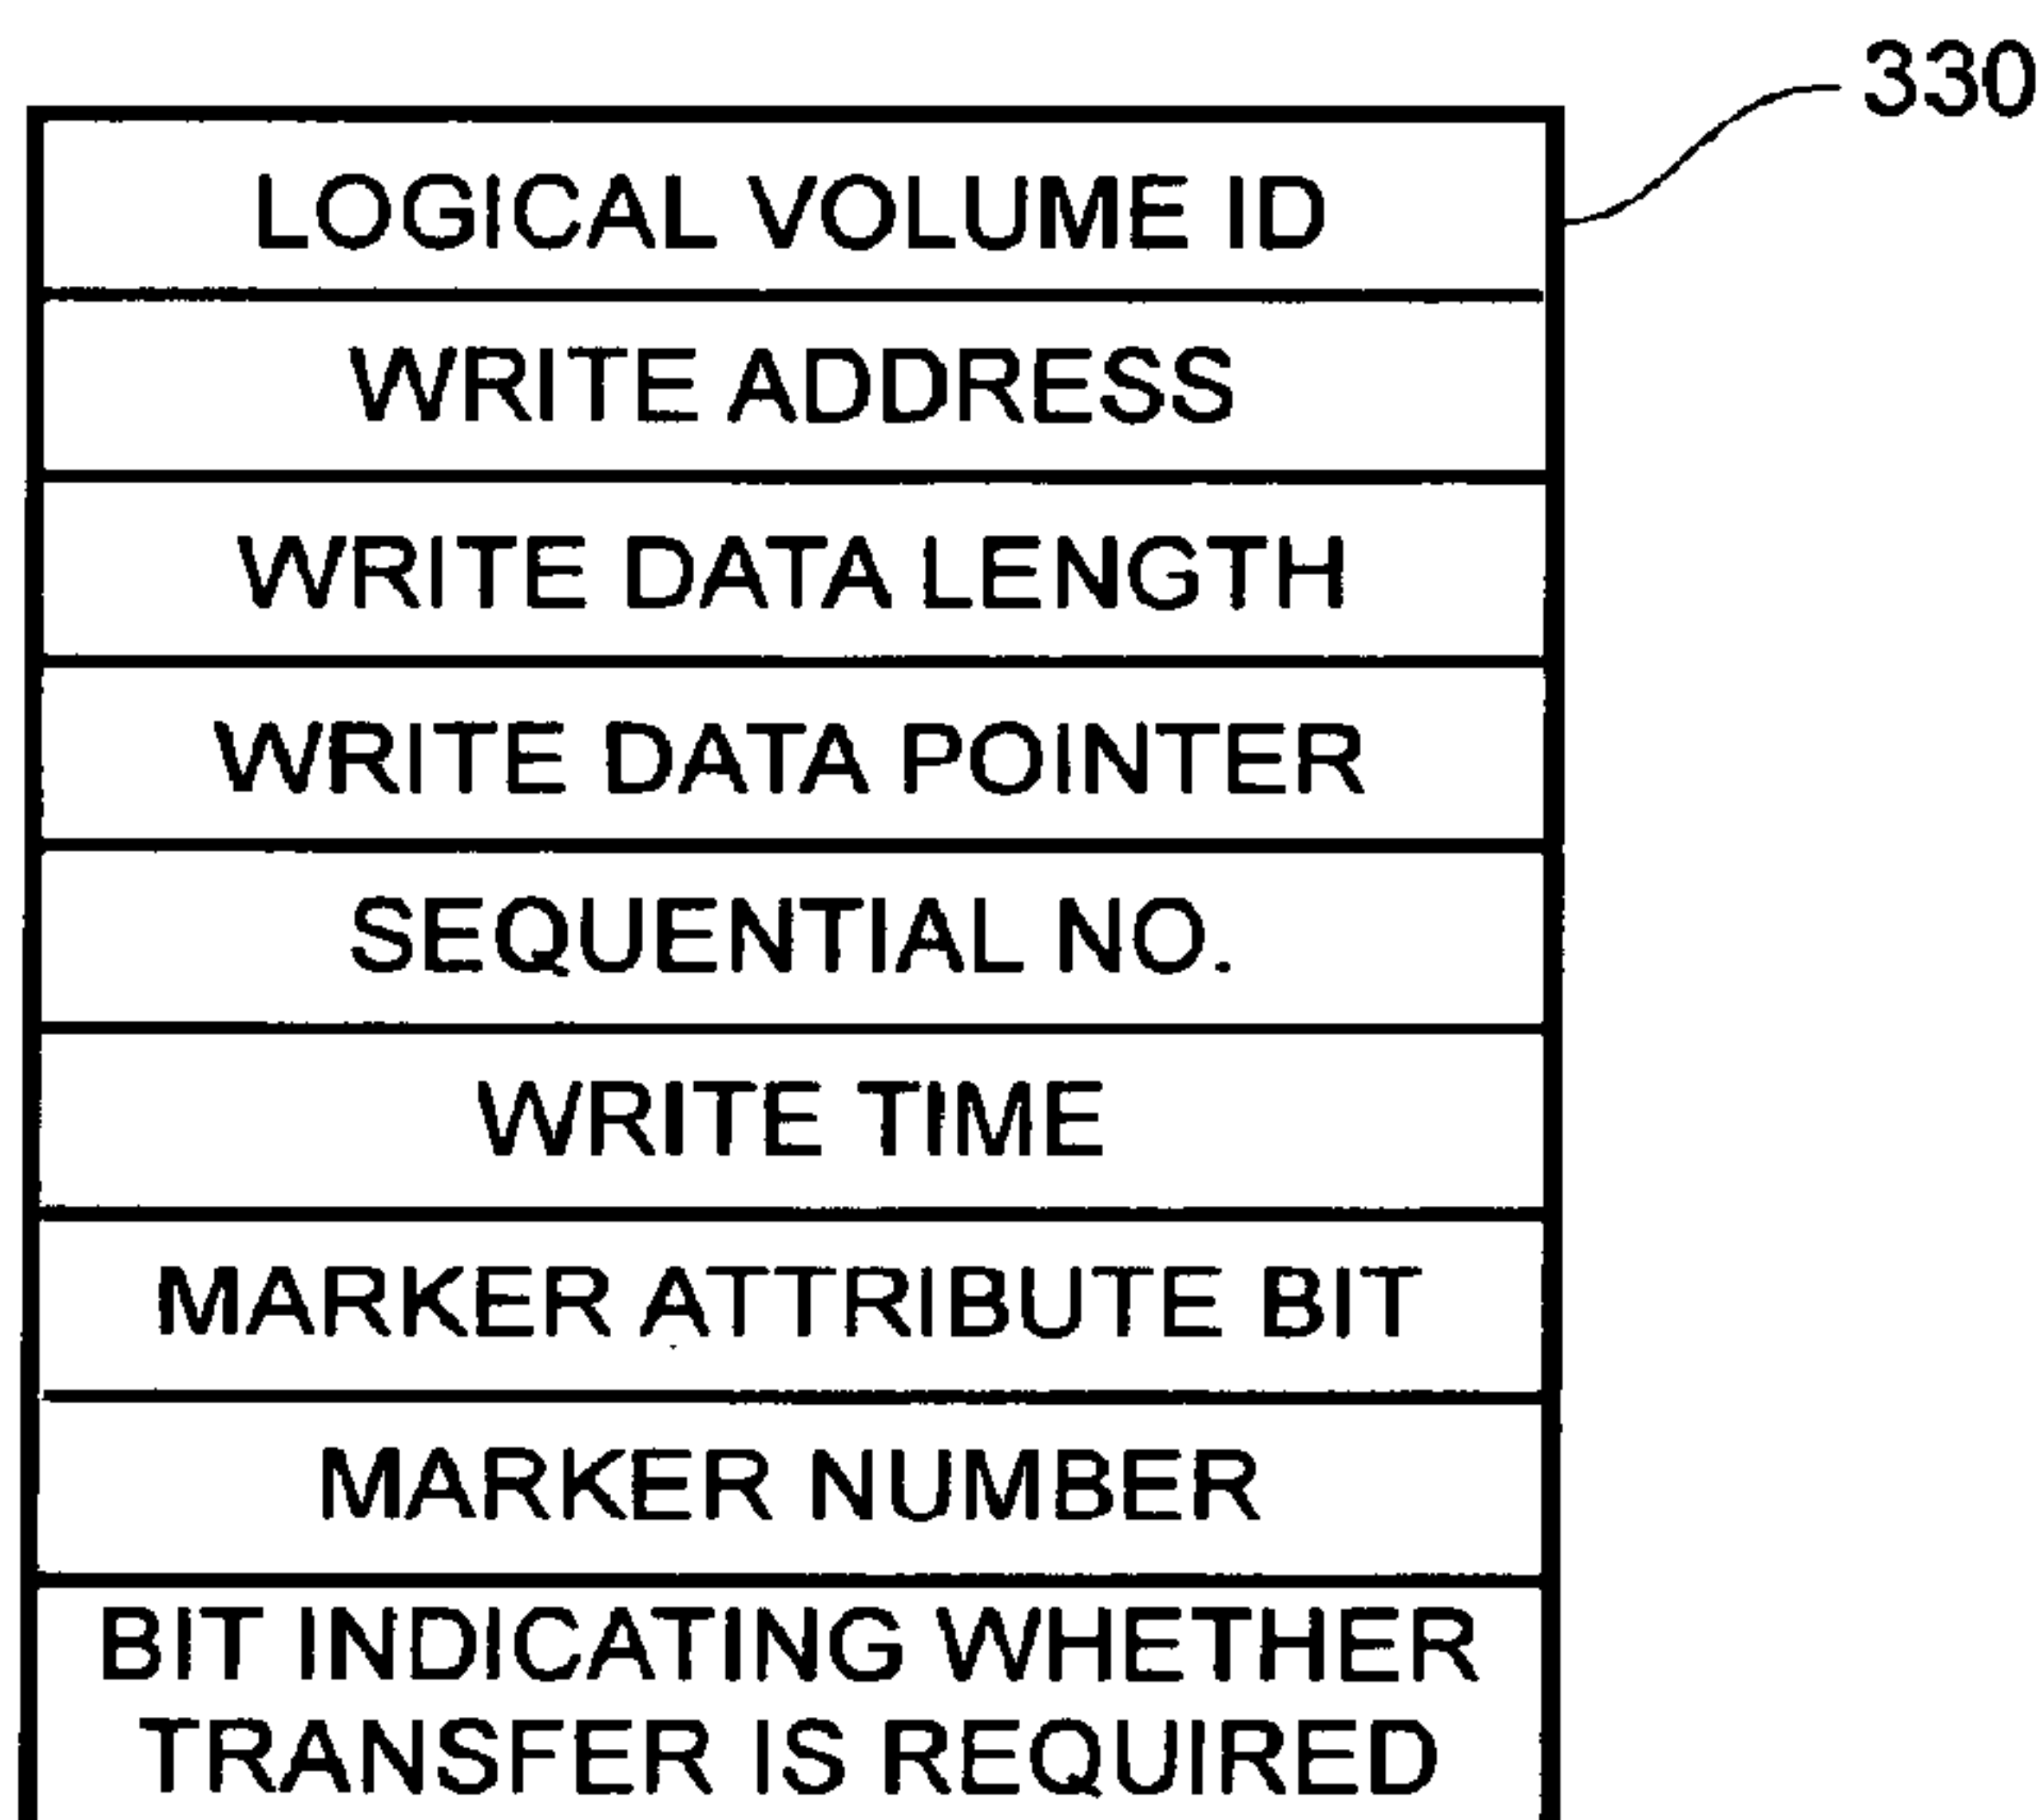 330
LOGICAL VOLUME ID
WRITE ADDRESS
WRITE DATA LENGTH
WRITE DATA POINTER
SEQUENTIAL NO.
WRITE TIME
MARKER ATTRIBUTE BIT
MARKER NUMBER
BIT INDICATING WHETHER
TRANSFER IS REQUIRED